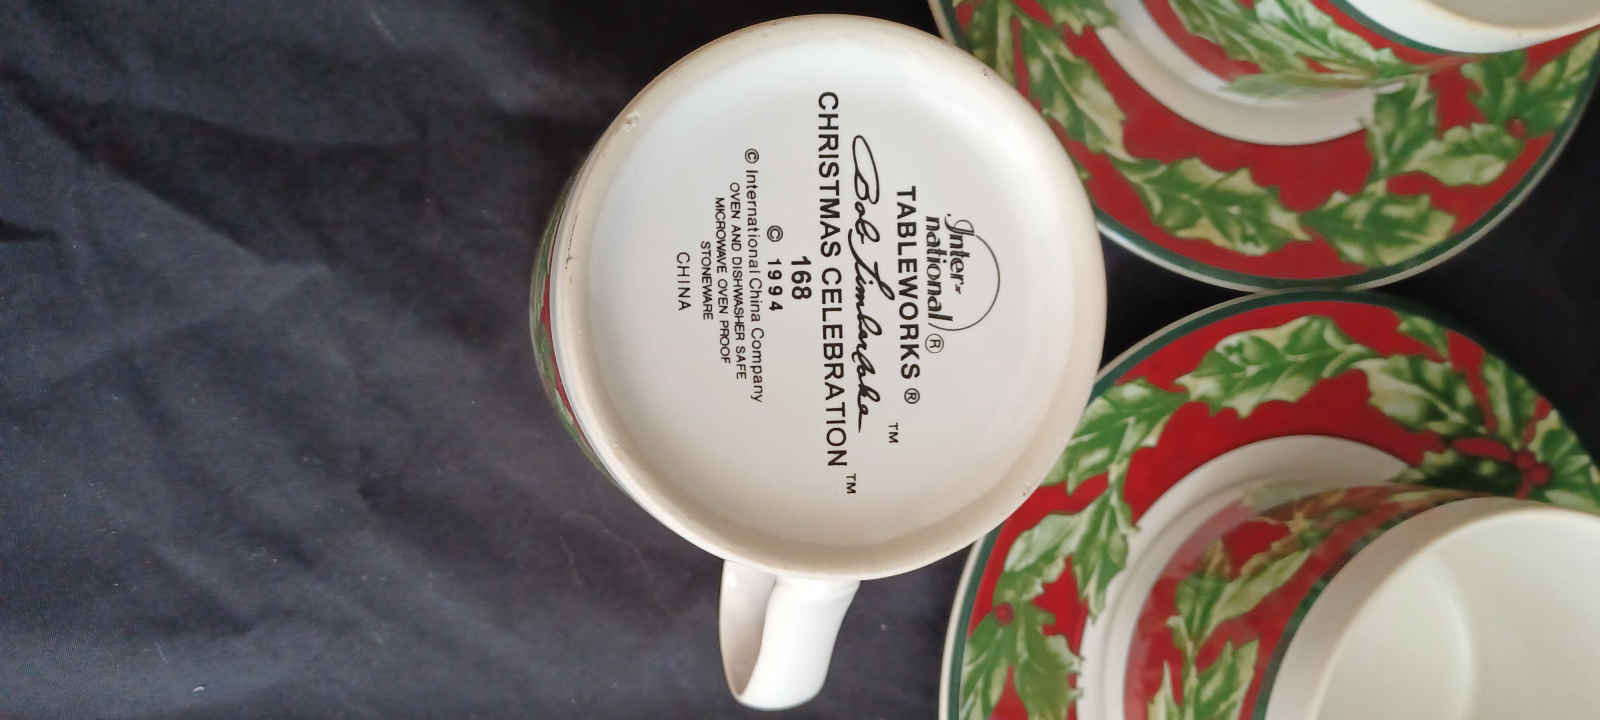 Inter-
national®
TABLEWORKS®
Bob Timberlake™
CHRISTMAS CELEBRATION™
168
© 1994
© International China Company
OVEN AND DISHWASHER SAFE
MICROWAVE OVEN PROOF
STONEWARE
CHINA